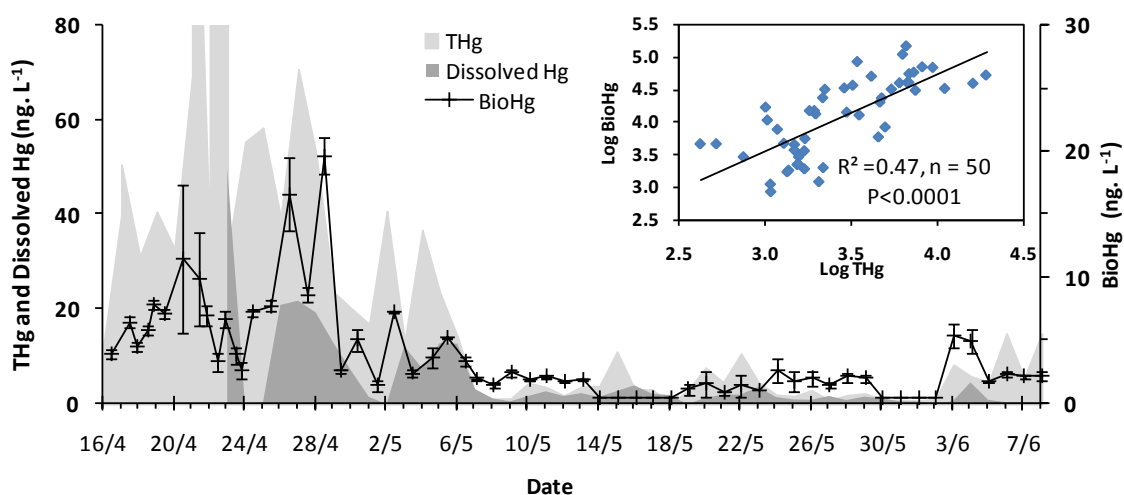 80
60
40
20
0
THg and Dissolved Hg (ng. L-1)
THg
Dissolved Hg
BioHg
5.5
5.0
4.5
4.0
3.5
3.0
2.5
Log BioHg
R² =0.47, n = 50
P<0.0001
2.5 3.0 3.5 4.0 4.5
Log THg
30
20
10
0
BioHg (ng. L-1)
16/4 20/4 24/4 28/4 2/5 6/5 10/5 14/5 18/5 22/5 26/5 30/5 3/6 7/6
Date